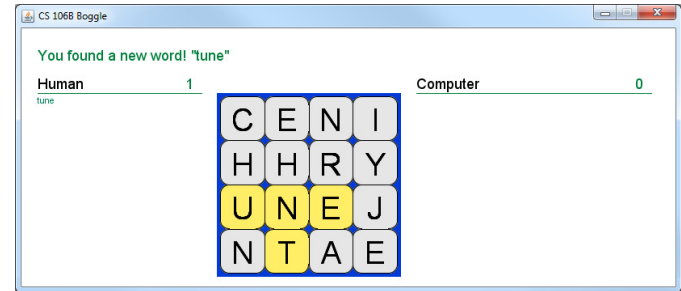 CS 106B Boggle
You found a new word! "tune"
Human 1
Computer 0
tune
C E N I
H H R Y
U N E J
N T A E